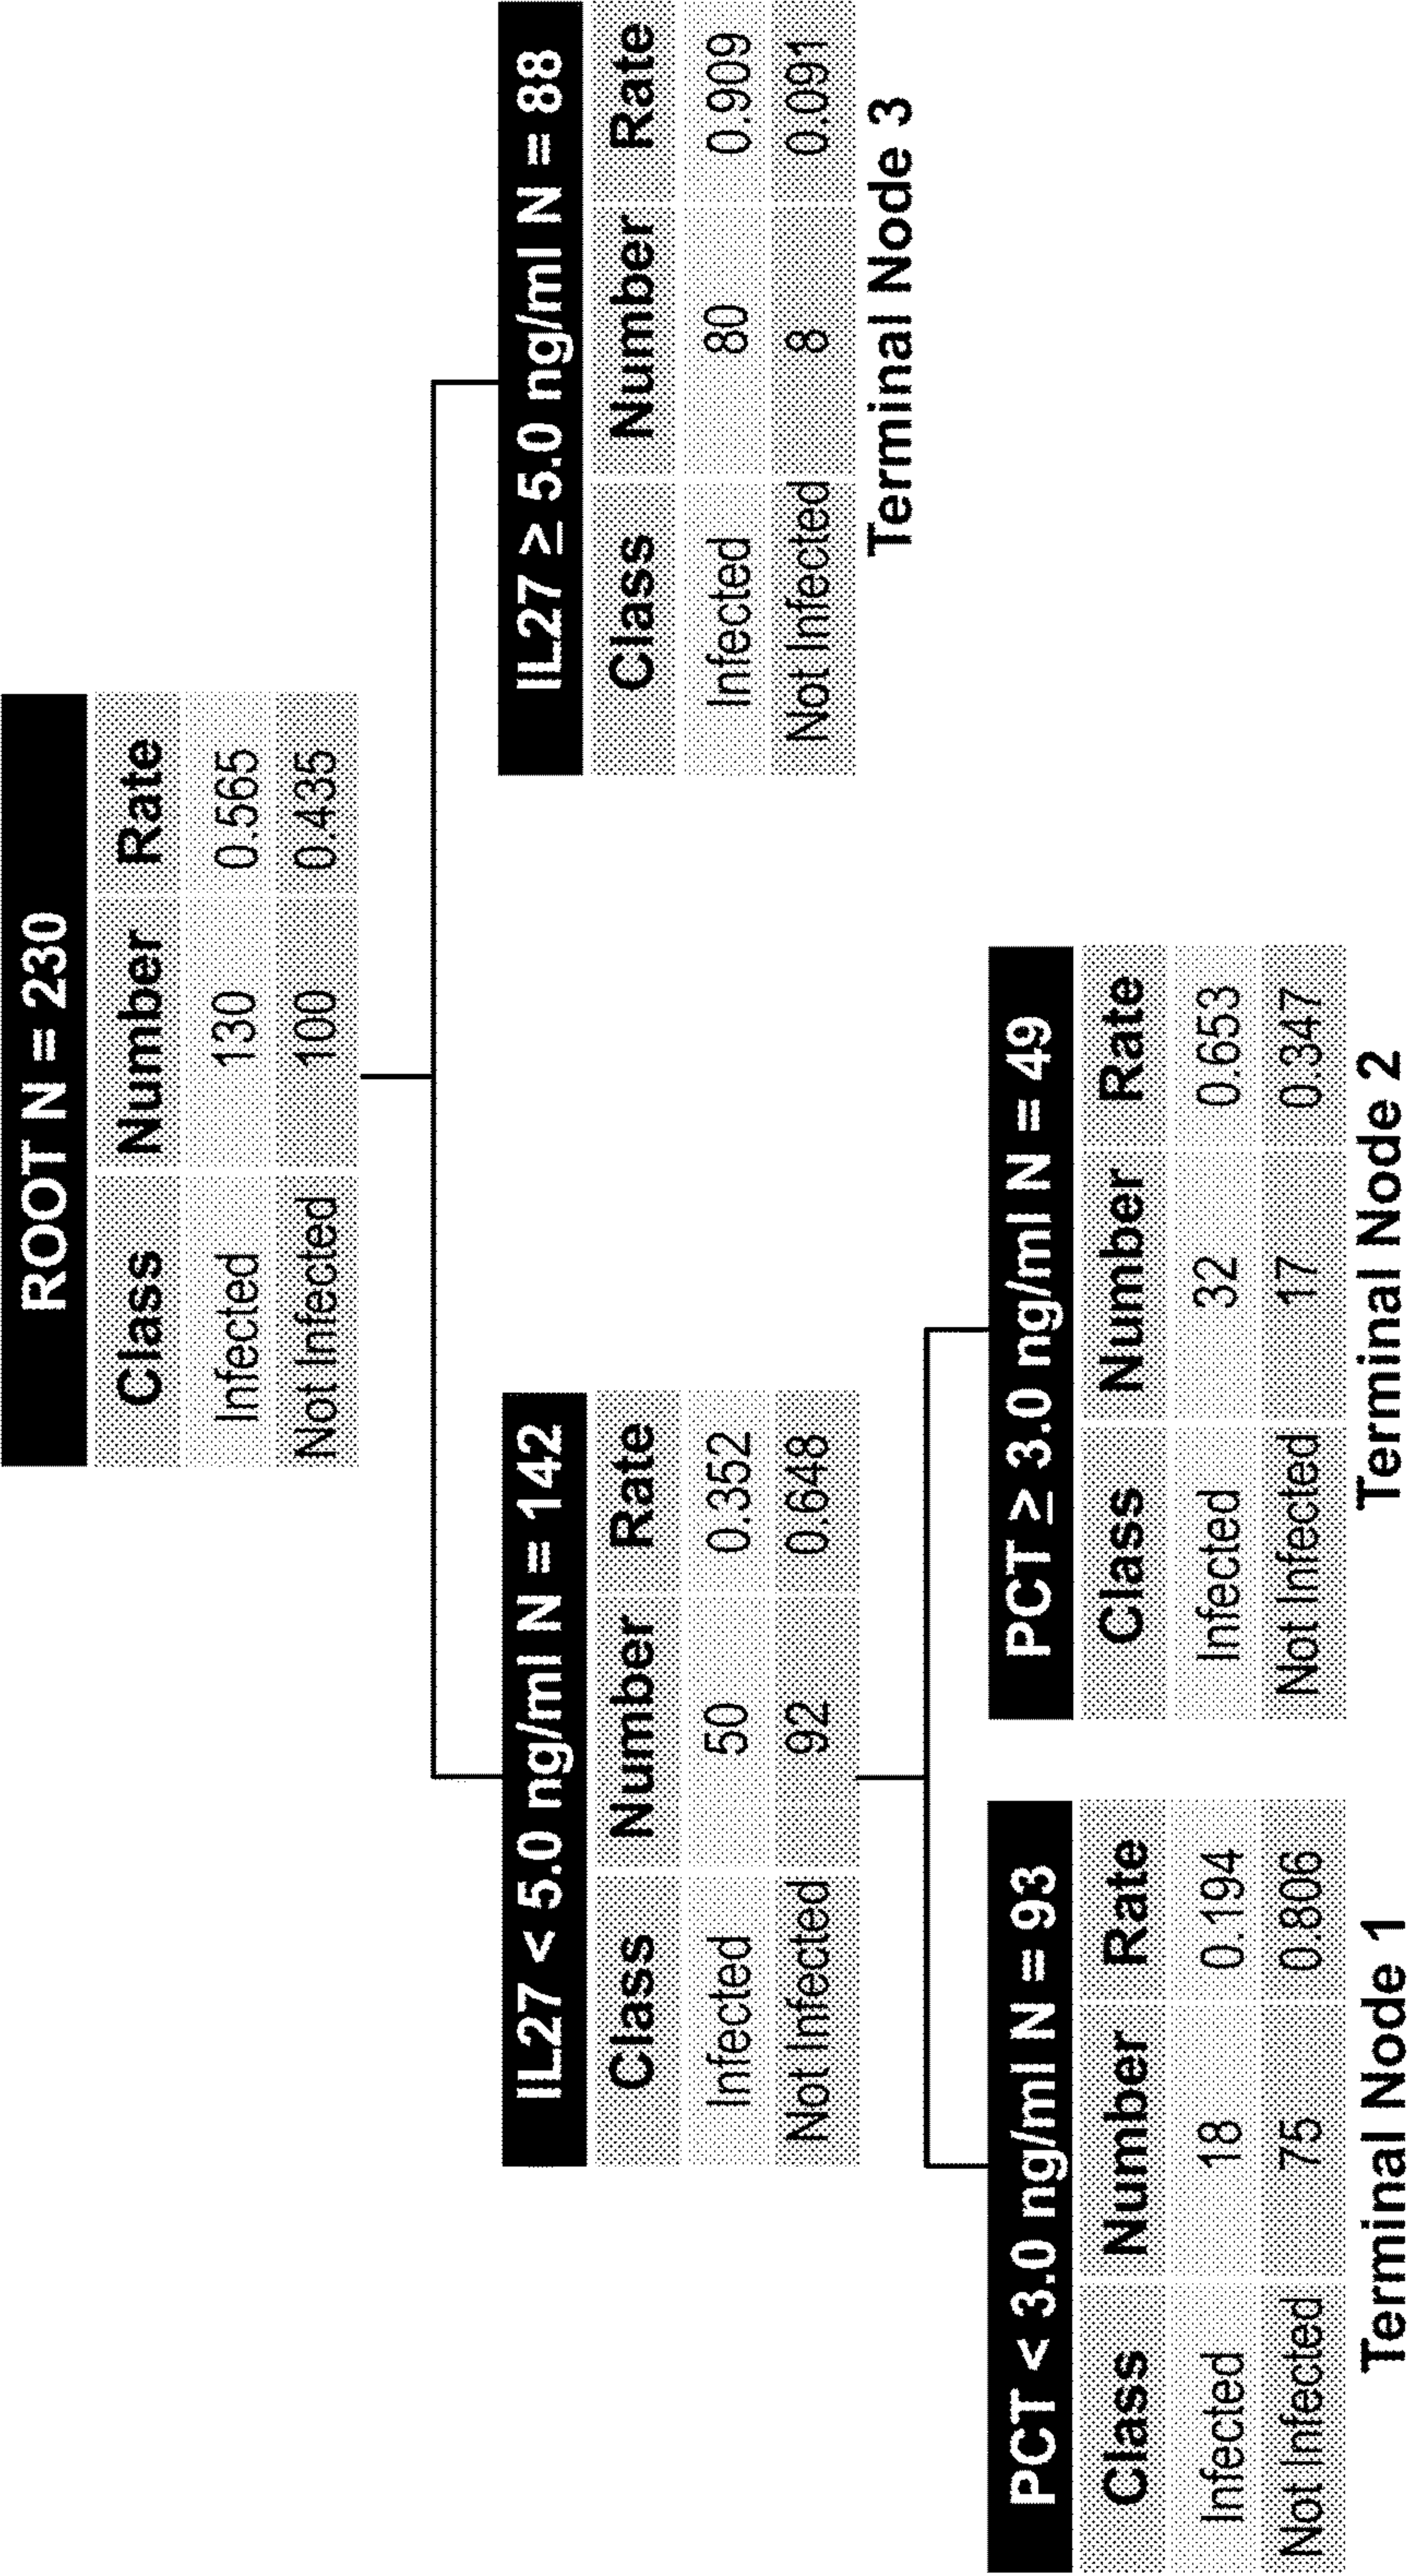 ROOT N = 230
Class Number Rate
Infected 130 0.565
Not Infected 100 0.435
IL27 < 5.0 ng/ml N = 142
Class Number Rate
Infected 50 0.352
Not Infected 92 0.648
IL27 ≥ 5.0 ng/ml N = 88
Class Number Rate
Infected 80 0.909
Not Infected 8 0.091
Terminal Node 3
PCT < 3.0 ng/ml N = 93
Class Number Rate
Infected 18 0.194
Not Infected 75 0.806
Terminal Node 1
PCT ≥ 3.0 ng/ml N = 49
Class Number Rate
Infected 32 0.653
Not Infected 17 0.347
Terminal Node 2